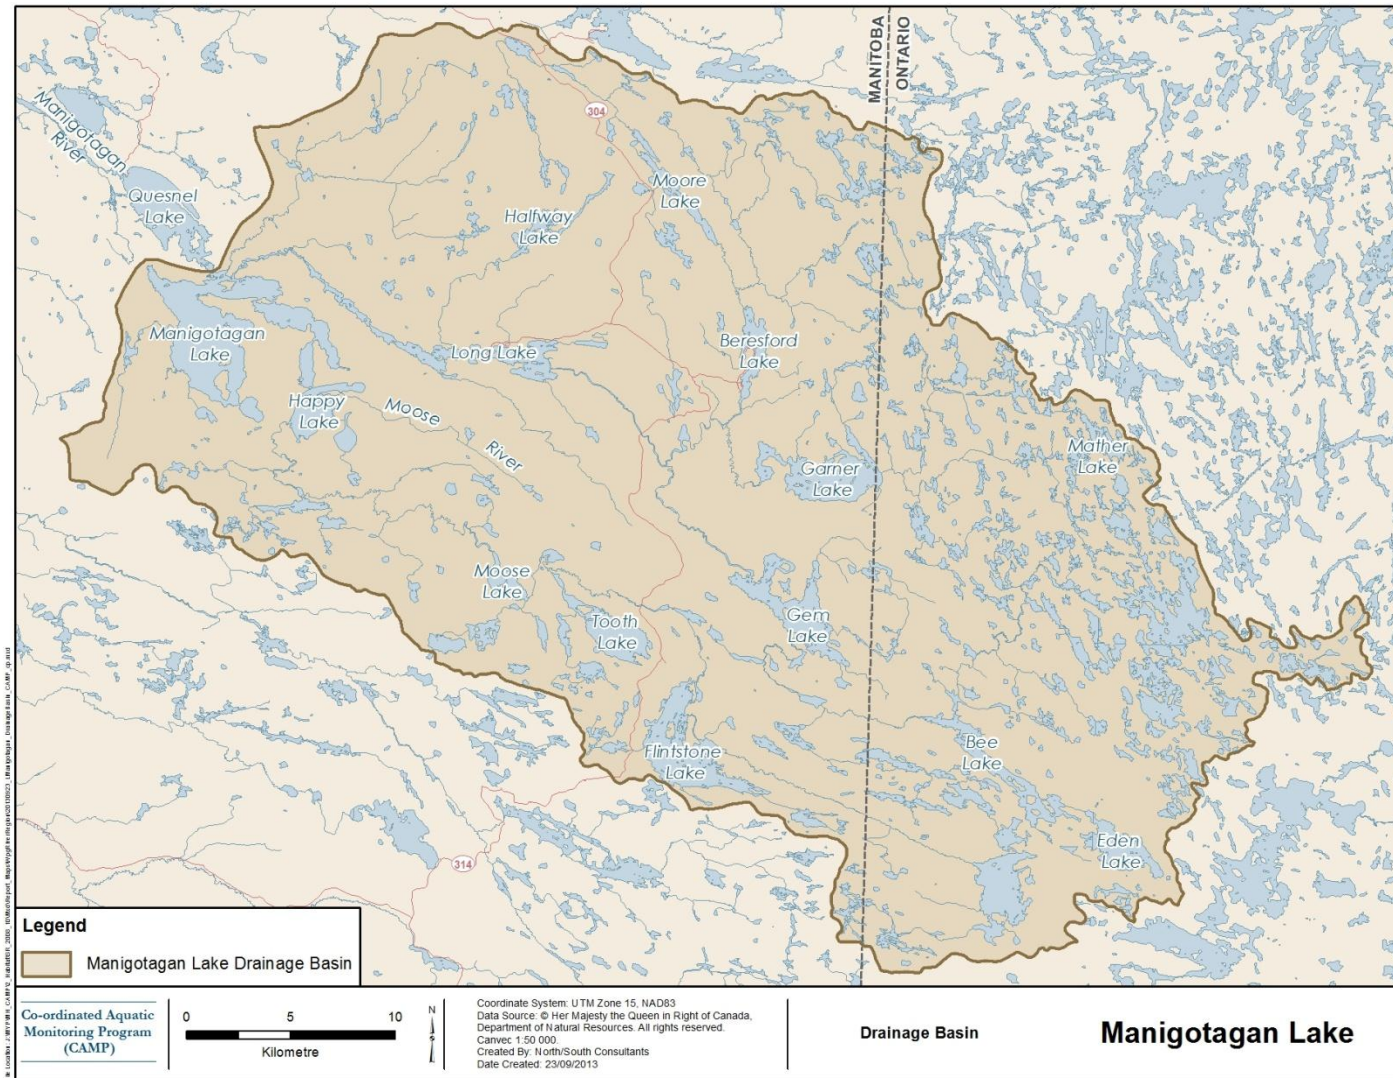 MANITOBA
ONTARIO
304
Manigotagan
River
Quesnel
Lake
Moore
Lake
Halfway
Lake
Manigotagan
Lake
Long Lake
Beresford
Lake
Happy
Lake
Moose
River
Mather
Lake
Garner
Lake
Moose
Lake
Tooth
Lake
Gem
Lake
Flintstone
Lake
Bee
Lake
Eden
Lake
314
Legend
Manigotagan Lake Drainage Basin
Co-ordinated Aquatic
Monitoring Program
(CAMP)
0 5 10
Kilometre
N
Coordinate System: UTM Zone 15, NAD83
Data Source: © Her Majesty the Queen in Right of Canada,
Department of Natural Resources. All rights reserved.
Canvec 1:50 000.
Created By: North/South Consultants
Date Created: 23/09/2013
Drainage Basin
Manigotagan Lake